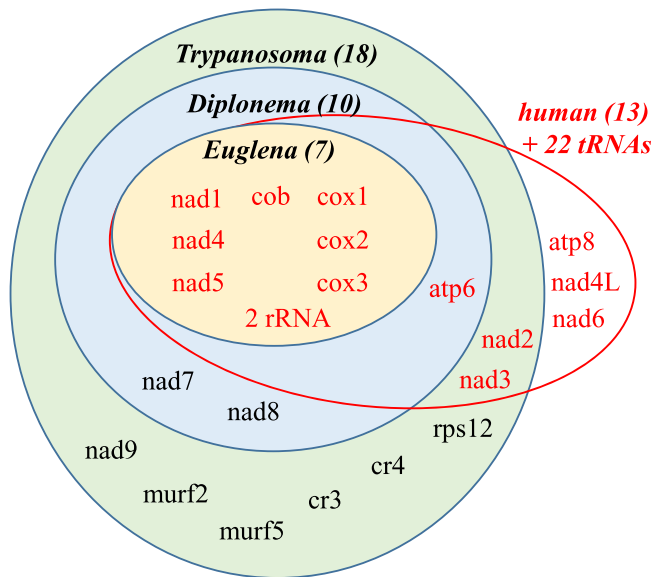 Trypanosoma (18)
Diplonema (10)
human (13)
+ 22 tRNAs
Euglena (7)
nad1 cob cox1
nad4 cox2
nad5 cox3
2 rRNA
atp8
nad4L
nad6
atp6
nad2
nad3
nad7
nad8
rps12
nad9
cr4
murf2
cr3
murf5